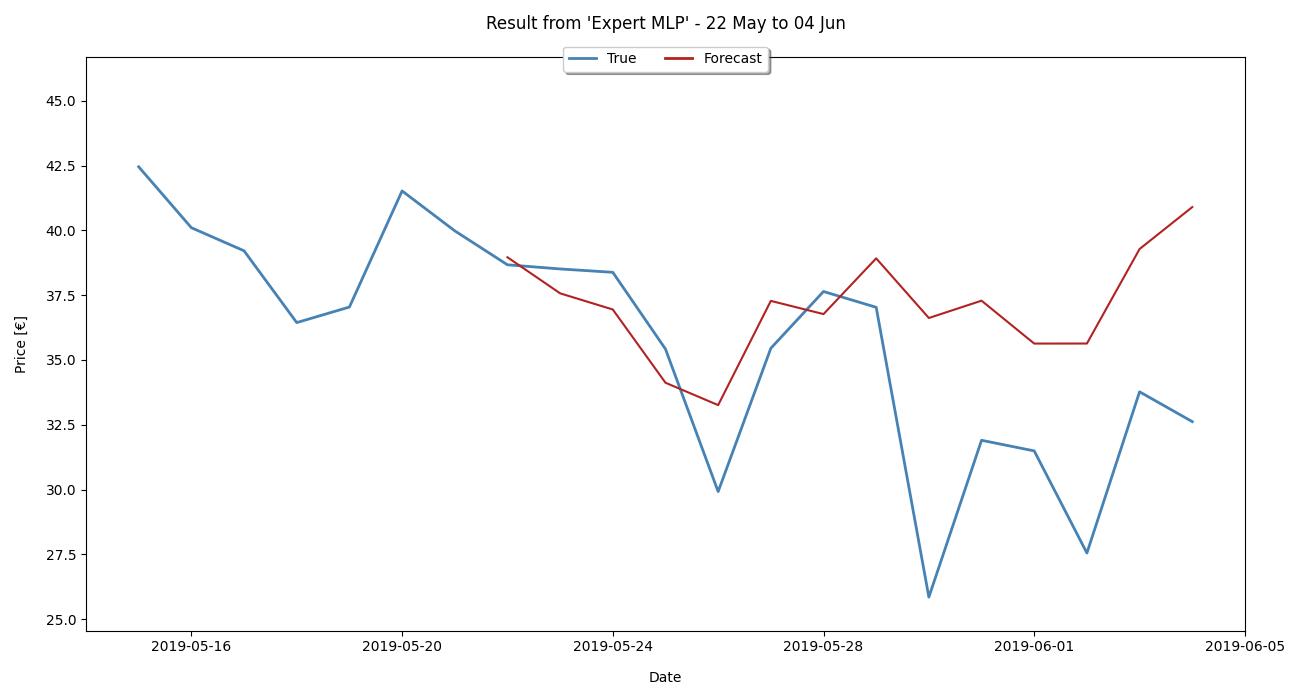 Result from 'Expert MLP' - 22 May to 04 Jun
True Forecast
45.0
42.5
40.0
37.5
35.0
32.5
30.0
27.5
25.0
Price [€]
2019-05-16 2019-05-20 2019-05-24 2019-05-28 2019-06-01 2019-06-05
Date